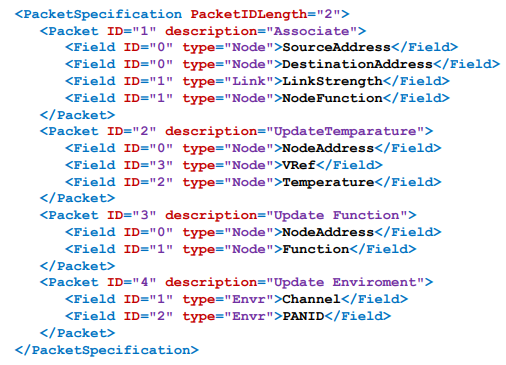 <PacketSpecification PacketIDLength="2">
<Packet ID="1" description="Associate">
<Field ID="0" type="Node">SourceAddress</Field>
<Field ID="0" type="Node">DestinationAddress</Field>
<Field ID="1" type="Link">LinkStrength</Field>
<Field ID="1" type="Node">NodeFunction</Field>
</Packet>
<Packet ID="2" description="UpdateTemparature">
<Field ID="0" type="Node">NodeAddress</Field>
<Field ID="3" type="Node">VRef</Field>
<Field ID="2" type="Node">Temperature</Field>
</Packet>
<Packet ID="3" description="Update Function">
<Field ID="0" type="Node">NodeAddress</Field>
<Field ID="1" type="Node">Function</Field>
</Packet>
<Packet ID="4" description="Update Enviroment">
<Field ID="1" type="Envr">Channel</Field>
<Field ID="2" type="Envr">PANID</Field>
</Packet>
</PacketSpecification>